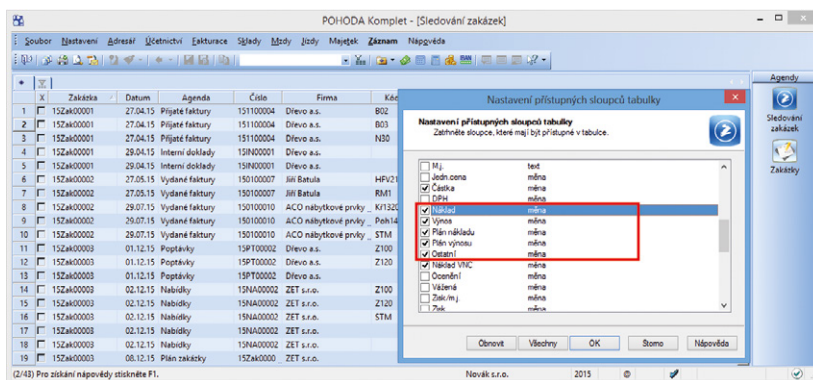 POHODA Komplet - [Sledování zakázek]
Soubor Nastavení Adresář Účetnictví Fakturace Sklady Mzdy Jízdy Majetek Záznam Nápověda
Agendy
Sledování
zakázek
Zakázky
X Zakázka Datum Agenda Číslo Firma Kód
1 15Zak00001 27.04.15 Přijaté faktury 151100004 Dřevo a.s. B02
2 15Zak00001 27.04.15 Přijaté faktury 151100004 Dřevo a.s. B03
3 15Zak00001 27.04.15 Přijaté faktury 151100004 Dřevo a.s. N30
4 15Zak00001 29.04.15 Interní doklady 15IN00001 Dřevo a.s.
5 15Zak00001 29.04.15 Interní doklady 15IN00001 Dřevo a.s.
6 15Zak00002 27.05.15 Vydané faktury 150100007 Jiří Batula HFV21
7 15Zak00002 27.05.15 Vydané faktury 150100007 Jiří Batula RM1
8 15Zak00002 29.07.15 Vydané faktury 150100010 ACO nábytkové prvky _ Kř1320
9 15Zak00002 29.07.15 Vydané faktury 150100010 ACO nábytkové prvky _ Poh14
10 15Zak00002 29.07.15 Vydané faktury 150100010 ACO nábytkové prvky _ STM
11 15Zak00003 01.12.15 Poptávky 15PT00002 Dřevo a.s. Z100
12 15Zak00003 01.12.15 Poptávky 15PT00002 Dřevo a.s. Z120
13 15Zak00003 01.12.15 Poptávky 15PT00002 Dřevo a.s.
14 15Zak00003 02.12.15 Nabídky 15NA00002 ZET s.r.o. Z100
15 15Zak00003 02.12.15 Nabídky 15NA00002 ZET s.r.o. Z120
16 15Zak00003 02.12.15 Nabídky 15NA00002 ZET s.r.o. STM
17 15Zak00003 02.12.15 Nabídky 15NA00002 ZET s.r.o.
18 15Zak00003 02.12.15 Nabídky 15NA00002 ZET s.r.o.
19 15Zak00003 08.12.15 Plán zakázky 15Zak0000 ZET s.r.o.
Nastavení přístupných sloupců tabulky
Nastavení přístupných sloupců tabulky
Zatrhněte sloupce, které mají být přístupné v tabulce.
M.j. text
Jedn.cena měna
Částka měna
DPH měna
Náklad měna
Výnos měna
Plán nákladu měna
Plán výnosu měna
Ostatní měna
Náklad VNC měna
Ocenění měna
Vážená měna
Zisk/m.j. měna
Zisk měna
Obnovit Všechny OK Storno Nápověda
(2/43) Pro získání nápovědy stiskněte F1. Novák s.r.o. 2015 @